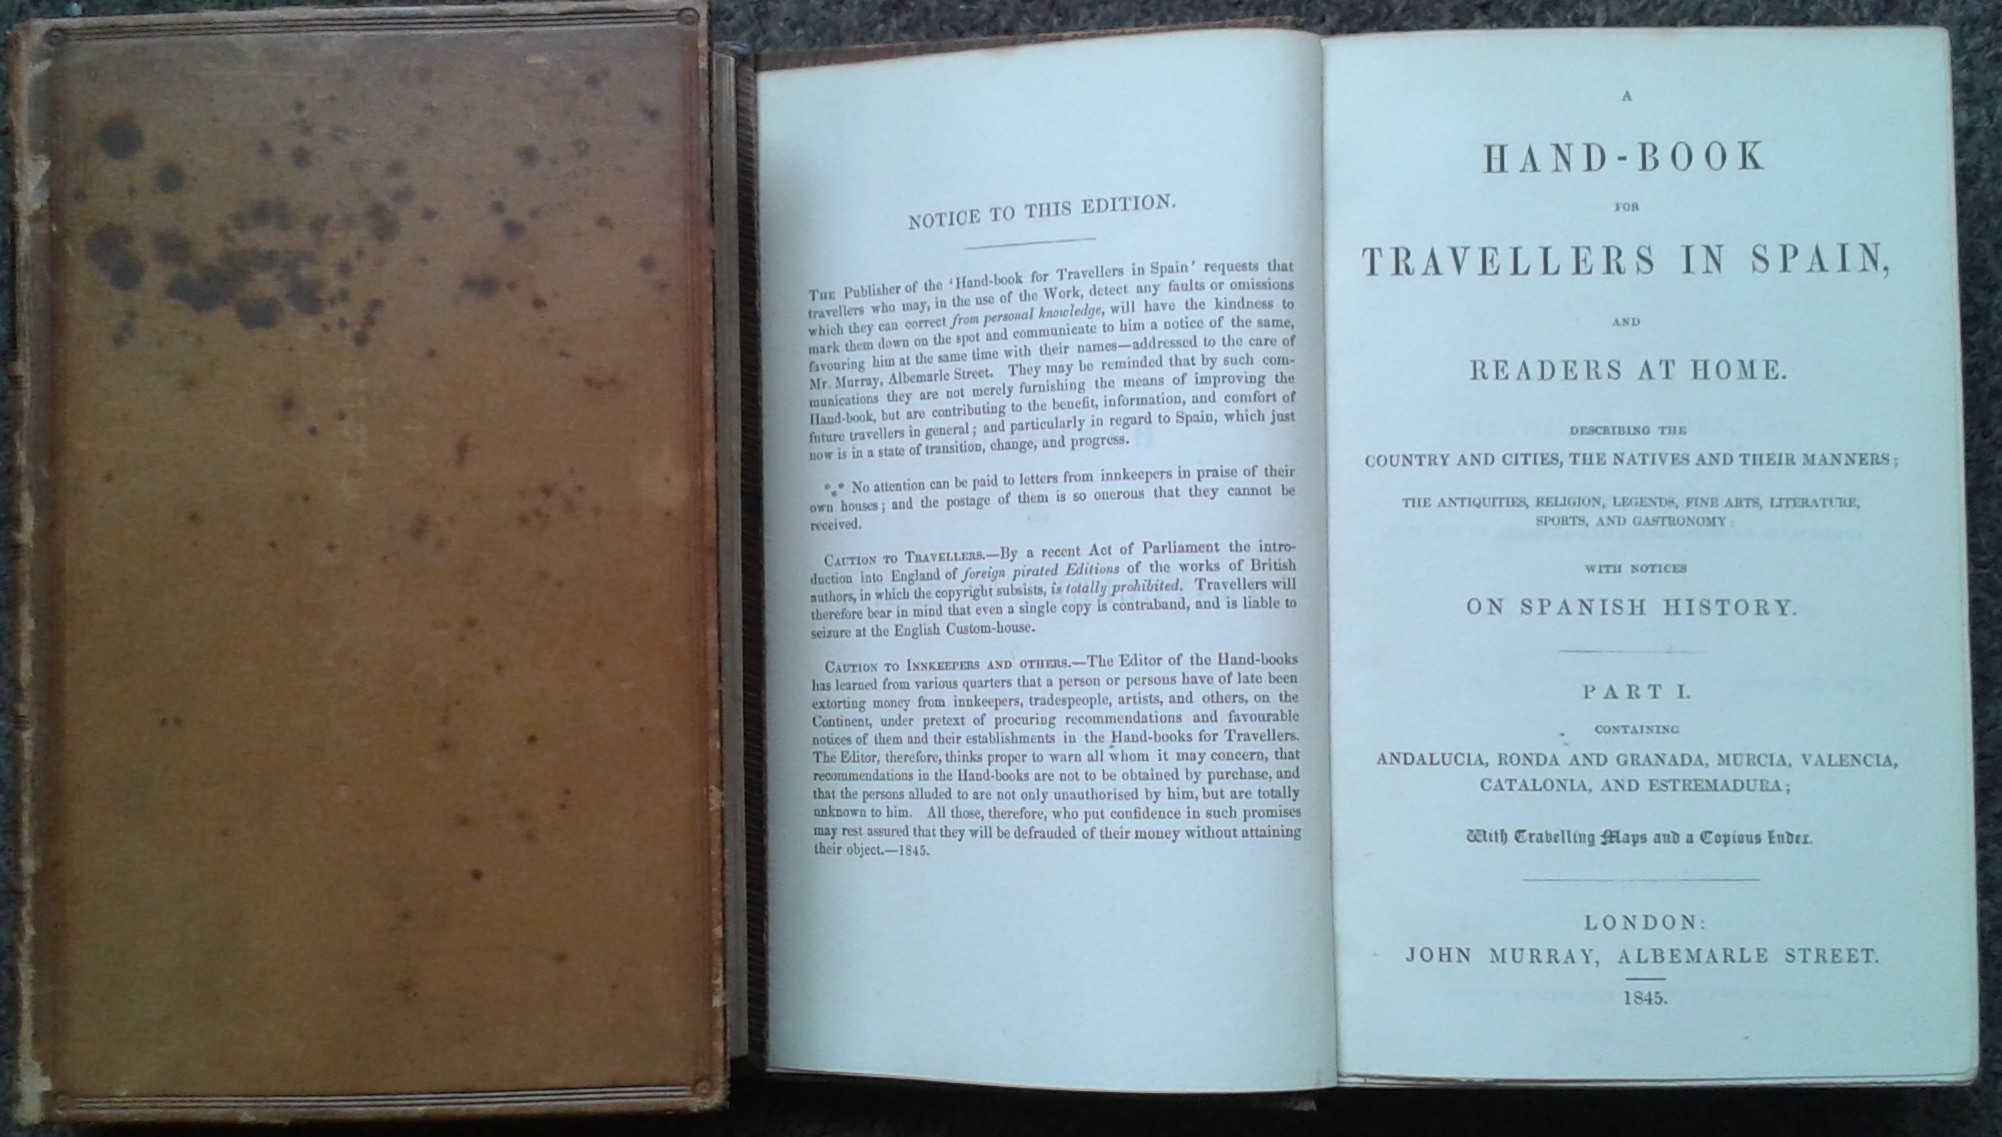 NOTICE TO THIS EDITION.
THE Publisher of the ‘Hand-book for Travellers in Spain’ requests that
travellers who may, in the use of the Work, detect any faults or omissions
which they can correct from personal knowledge, will have the kindness to
mark them down on the spot and communicate to him a notice of the same,
favouring him at the same time with their names—addressed to the care of
Mr. Murray, Albemarle Street. They may be reminded that by such com-
munications they are not merely furnishing the means of improving the
Hand-book, but are contributing to the benefit, information, and comfort of
future travellers in general; and particularly in regard to Spain, which just
now is in a state of transition, change, and progress.
*** No attention can be paid to letters from innkeepers in praise of their
own houses; and the postage of them is so onerous that they cannot be
received.
CAUTION TO TRAVELLERS.—By a recent Act of Parliament the intro-
duction into England of foreign pirated Editions of the works of British
authors, in which the copyright subsists, is totally prohibited. Travellers will
therefore bear in mind that even a single copy is contraband, and is liable to
seizure at the English Custom-house.
CAUTION TO INNKEEPERS AND OTHERS.—The Editor of the Hand-books
has learned from various quarters that a person or persons have of late been
extorting money from innkeepers, tradespeople, artists, and others, on the
Continent, under pretext of procuring recommendations and favourable
notices of them and their establishments in the Hand-books for Travellers.
The Editor, therefore, thinks proper to warn all whom it may concern, that
recommendations in the Hand-books are not to be obtained by purchase, and
that the persons alluded to are not only unauthorised by him, but are totally
unknown to him. All those, therefore, who put confidence in such promises
may rest assured that they will be defrauded of their money without attaining
their object.—1845.
A
HAND-BOOK
FOR
TRAVELLERS IN SPAIN,
AND
READERS AT HOME.
DESCRIBING THE
COUNTRY AND CITIES, THE NATIVES AND THEIR MANNERS;
THE ANTIQUITIES, RELIGION, LEGENDS, FINE ARTS, LITERATURE,
SPORTS, AND GASTRONOMY:
WITH NOTICES
ON SPANISH HISTORY.
PART I.
CONTAINING
ANDALUCIA, RONDA AND GRANADA, MURCIA, VALENCIA,
CATALONIA, AND ESTREMADURA;
With Travelling Maps and a Copious Index.
LONDON:
JOHN MURRAY, ALBEMARLE STREET.
1845.